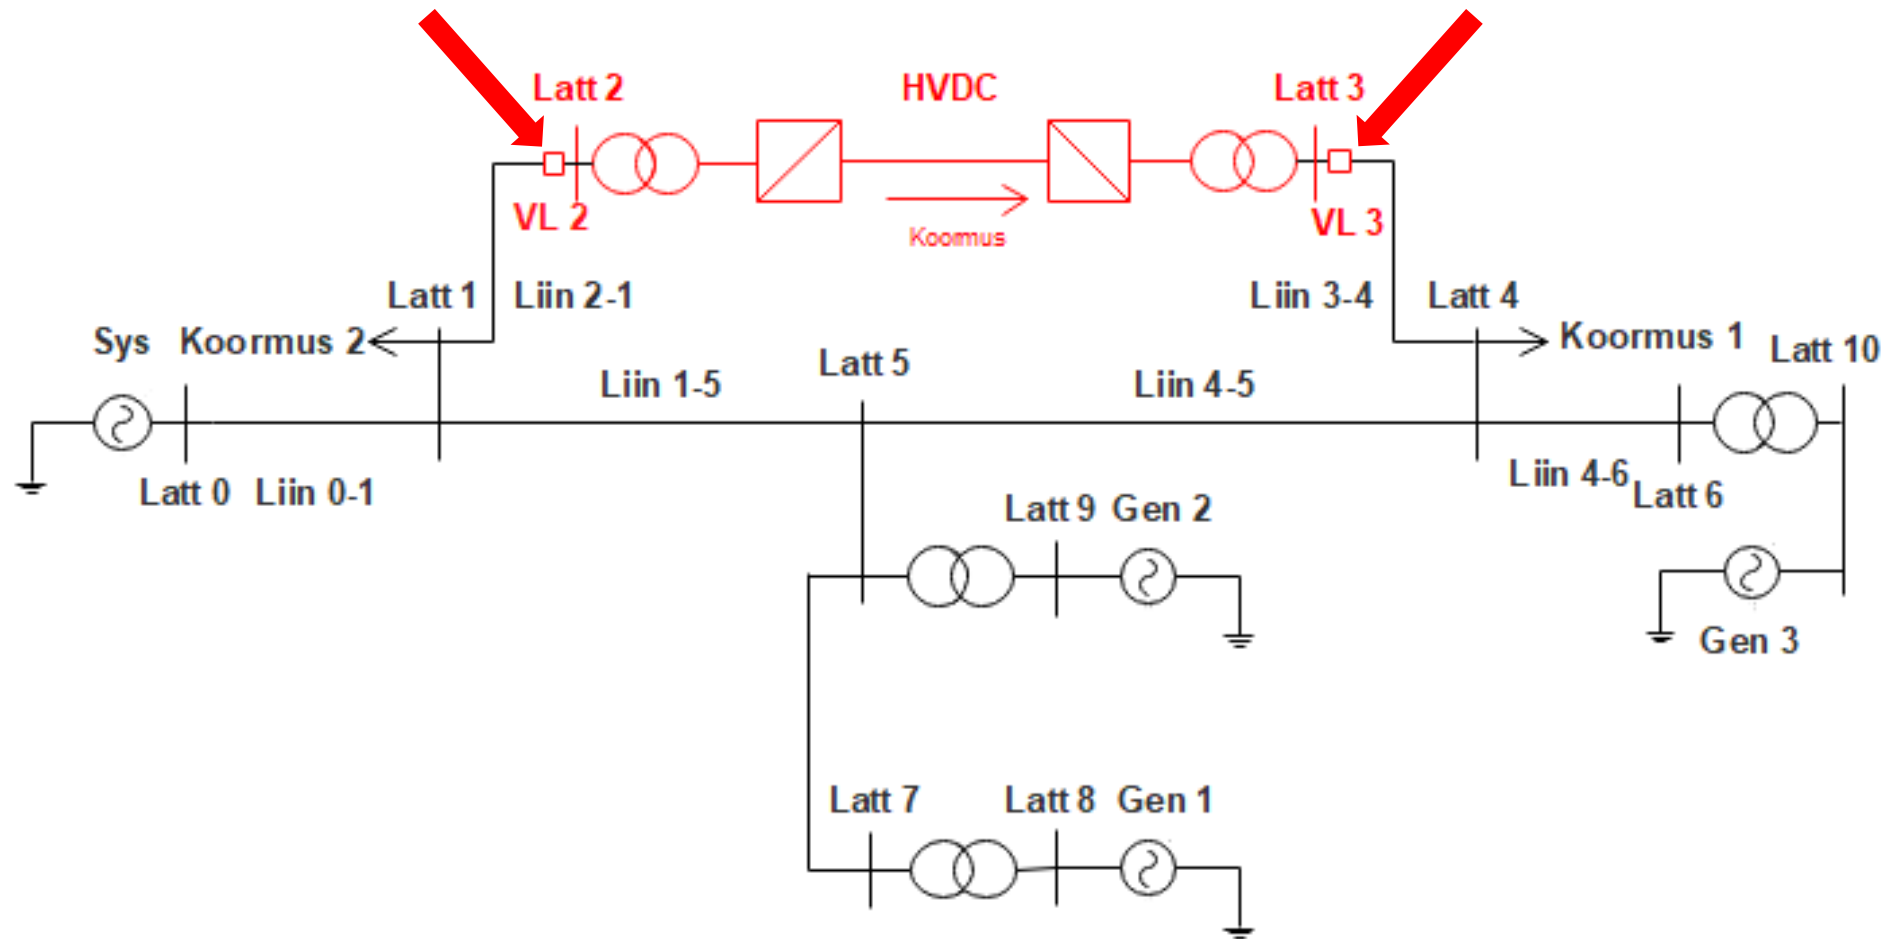 Latt 2
HVDC
Latt 3
VL 2
Koormus
VL 3
Latt 1
Liin 2-1
Liin 3-4
Latt 4
Sys
Koormus 2
Koormus 1
Latt 10
Latt 5
Liin 1-5
Liin 4-5
Latt 0
Liin 0-1
Liin 4-6
Latt 6
Latt 9
Gen 2
Gen 3
Latt 7
Latt 8
Gen 1